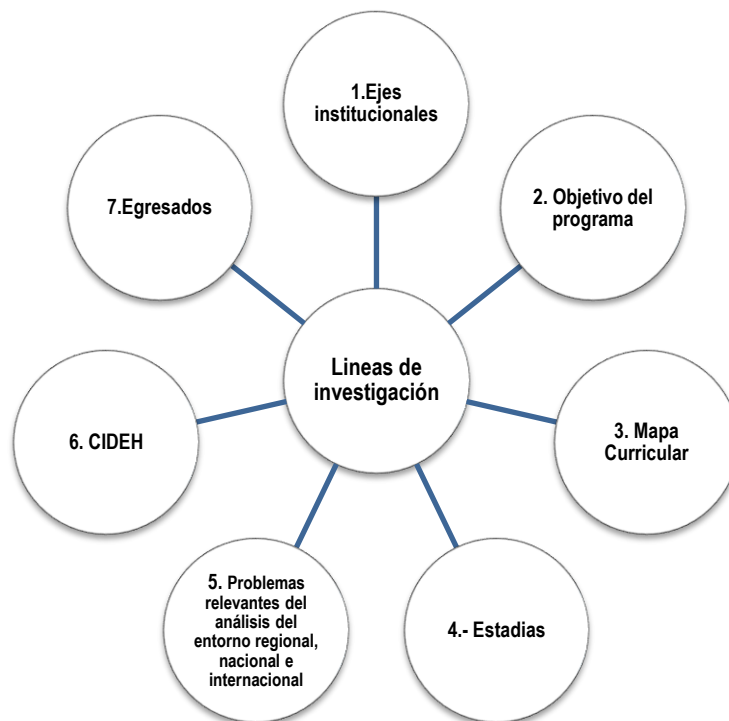 1.Ejes
institucionales
2. Objetivo del
programa
3. Mapa
Curricular
4.- Estadias
5. Problemas
relevantes del
análisis del
entorno regional,
nacional e
internacional
6. CIDEH
7.Egresados
Lineas de
investigación